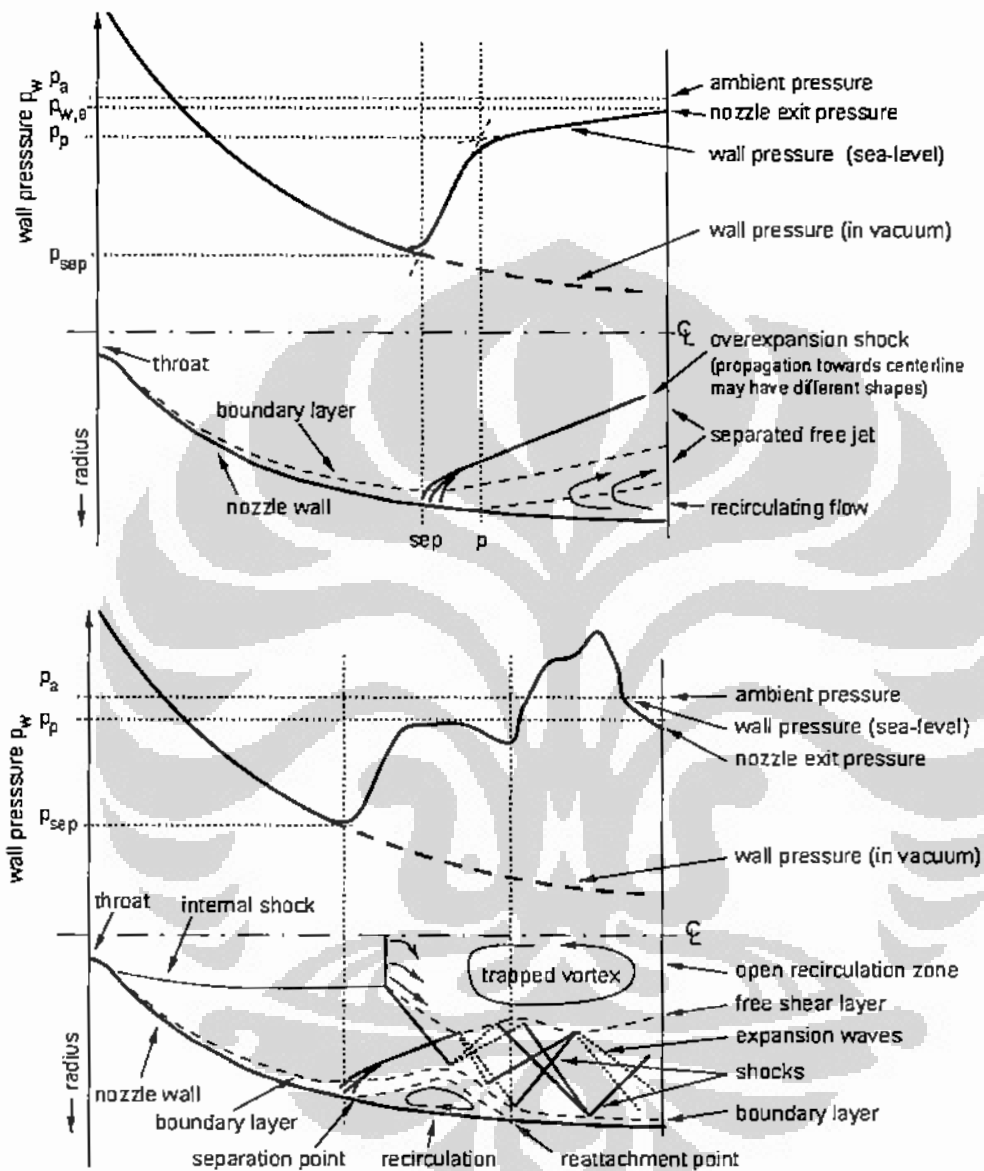 wall presssure p_w
p_a
p_w,e
p_p
p_sep
ambient pressure
nozzle exit pressure
wall pressure (sea-level)
wall pressure (in vacuum)
℄
throat
overexpansion shock
(propagation towards centerline
may have different shapes)
boundary layer
separated free jet
radius
nozzle wall
recirculating flow
sep
p
wall presssure p_w
p_a
p_p
p_sep
ambient pressure
wall pressure (sea-level)
nozzle exit pressure
wall pressure (in vacuum)
throat
internal shock
℄
trapped vortex
open recirculation zone
free shear layer
expansion waves
shocks
radius
nozzle wall
boundary layer
boundary layer
separation point
recirculation
reattachment point